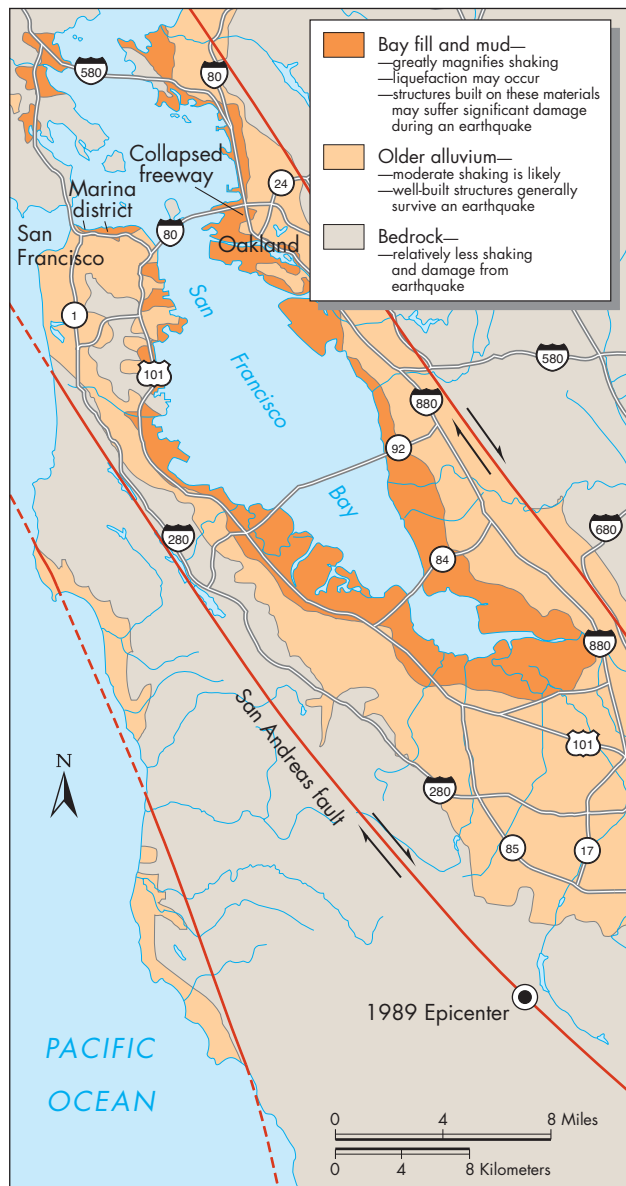 Bay fill and mud—
—greatly magnifies shaking
—liquefaction may occur
—structures built on these materials
may suffer significant damage
during an earthquake
Older alluvium—
—moderate shaking is likely
—well-built structures generally
survive an earthquake
Bedrock—
—relatively less shaking
and damage from
earthquake
580
80
Collapsed
freeway
24
Marina
district
San
Francisco
80
Oakland
1
San
Francisco
Bay
101
580
880
92
680
280
84
880
San Andreas fault
101
N
280
85
17
1989 Epicenter
PACIFIC
OCEAN
0 4 8 Miles
0 4 8 Kilometers